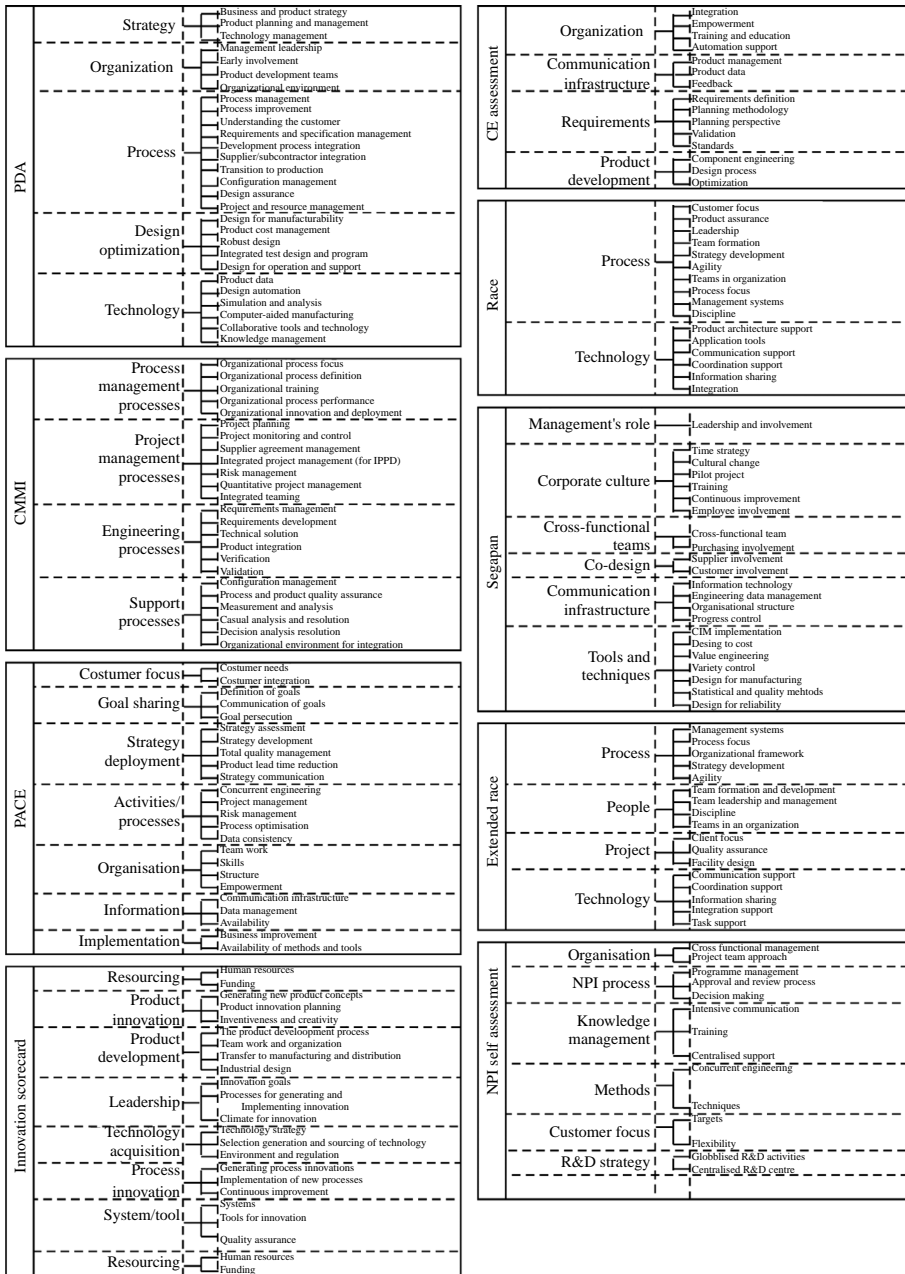 PDA
Strategy
Business and product strategy
Product planning and management
Technology management
Organization
Management leadership
Early involvement
Product development teams
Organizational environment
Process
Process management
Process improvement
Understanding the customer
Requirements and specification management
Development process integration
Supplier/subcontractor integration
Transition to production
Configuration management
Design assurance
Project and resource management
Design
optimization
Design for manufacturability
Product cost management
Robust design
Integrated test design and program
Design for operation and support
Technology
Product data
Design automation
Simulation and analysis
Computer-aided manufacturing
Collaborative tools and technology
Knowledge management
CMMI
Process
management
processes
Organizational process focus
Organizational process definition
Organizational training
Organizational process performance
Organizational innovation and deployment
Project
management
processes
Project planning
Project monitoring and control
Supplier agreement management
Integrated project management (for IPPD)
Risk management
Quantitative project management
Integrated teaming
Engineering
processes
Requirements management
Requirements development
Technical solution
Product integration
Verification
Validation
Support
processes
Configuration management
Process and product quality assurance
Measurement and analysis
Casual analysis and resolution
Decision analysis resolution
Organizational environment for integration
PACE
Costumer focus
Costumer needs
Costumer integration
Goal sharing
Definition of goals
Communication of goals
Goal persecution
Strategy
deployment
Strategy assessment
Strategy development
Total quality management
Product lead time reduction
Strategy communication
Activities/
processes
Concurrent engineering
Project management
Risk management
Process optimisation
Data consistency
Organisation
Team work
Skills
Structure
Empowerment
Information
Communication infrastructure
Data management
Availability
Implementation
Business improvement
Availability of methods and tools
Innovation scorecard
Resourcing
Human resources
Funding
Product
innovation
Generating new product concepts
Product innovation planning
Inventiveness and creativity
Product
development
The product development process
Team work and organization
Transfer to manufacturing and distribution
Industrial design
Leadership
Innovation goals
Processes for generating and
Implementing innovation
Climate for innovation
Technology
acquisition
Technology strategy
Selection generation and sourcing of technology
Environment and regulation
Process
innovation
Generating process innovations
Implementation of new processes
Continuous improvement
System/tool
Systems
Tools for innovation
Quality assurance
Resourcing
Human resources
Funding
CE assessment
Organization
Integration
Empowerment
Training and education
Automation support
Communication
infrastructure
Product management
Product data
Feedback
Requirements
Requirements definition
Planning methodology
Planning perspective
Validation
Standards
Product
development
Component engineering
Design process
Optimization
Race
Process
Customer focus
Product assurance
Leadership
Team formation
Strategy development
Agility
Teams in organization
Process focus
Management systems
Discipline
Technology
Product architecture support
Application tools
Communication support
Coordination support
Information sharing
Integration
Segapan
Management's role
Leadership and involvement
Corporate culture
Time strategy
Cultural change
Pilot project
Training
Continuous improvement
Employee involvement
Cross-functional
teams
Cross-functional team
Purchasing involvement
Co-design
Supplier involvement
Customer involvement
Communication
infrastructure
Information technology
Engineering data management
Organisational structure
Progress control
Tools and
techniques
CIM implementation
Desing to cost
Value engineering
Variety control
Design for manufacturing
Statistical and quality mehtods
Design for reliability
Extended race
Process
Management systems
Process focus
Organizational framework
Strategy development
Agility
People
Team formation and development
Team leadership and management
Discipline
Teams in an organization
Project
Client focus
Quality assurance
Facility design
Technology
Communication support
Coordination support
Information sharing
Integration support
Task support
NPI self assessment
Organisation
Cross functional management
Project team approach
NPI process
Programme management
Approval and review process
Decision making
Knowledge
management
Intensive communication
Training
Centralised support
Methods
Concurrent engineering
Techniques
Customer focus
Targets
Flexibility
R&D strategy
Globblised R&D activities
Centralised R&D centre